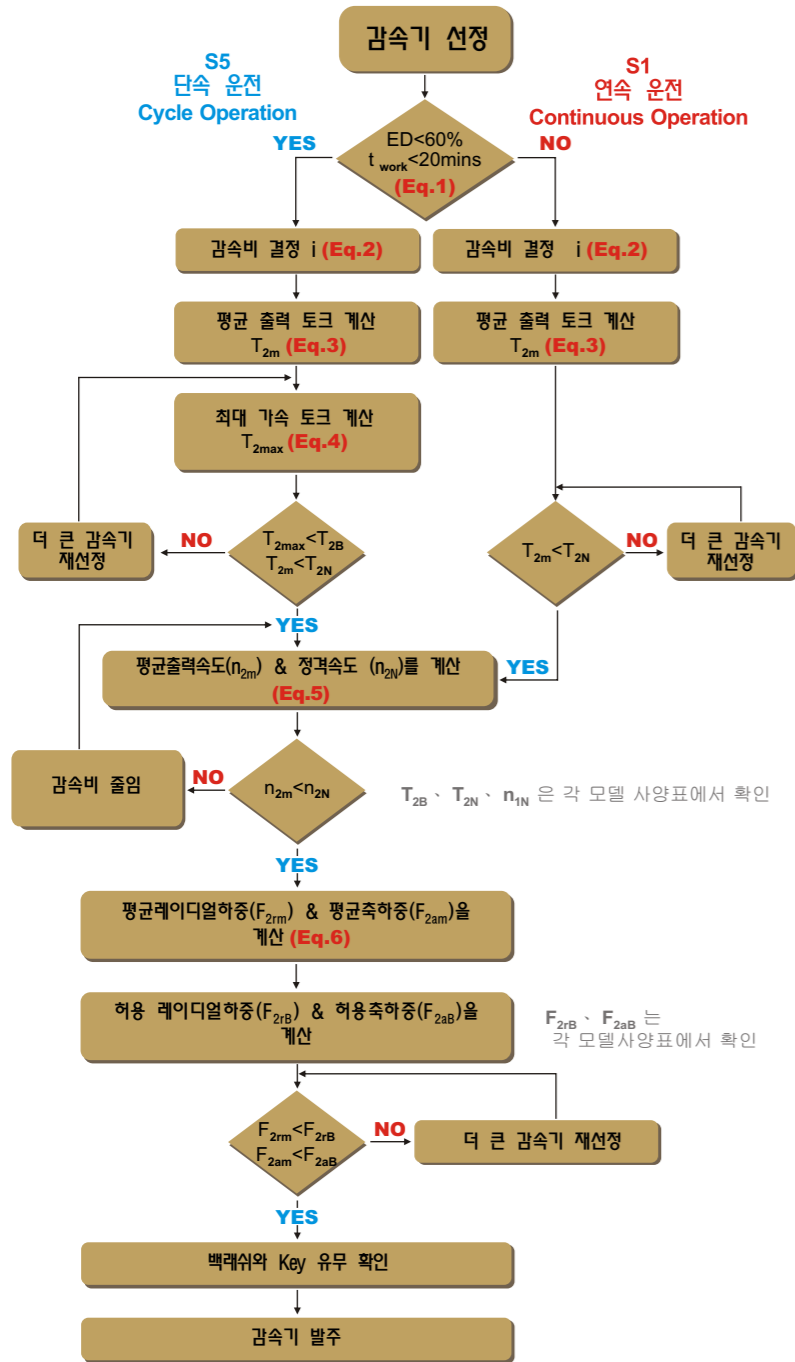 감속기 선정
S5
단속 운전
Cycle Operation
S1
연속 운전
Continuous Operation
YES
ED<60%
t work<20mins
(Eq.1)
NO
감속비 결정 i (Eq.2)
감속비 결정 i (Eq.2)
평균 출력 토크 계산
T2m (Eq.3)
평균 출력 토크 계산
T2m (Eq.3)
최대 가속 토크 계산
T2max (Eq.4)
더 큰 감속기
재선정
NO
T2max<T2B
T2m<T2N
T2m<T2N
NO
더 큰 감속기
재선정
YES
YES
평균출력속도(n2m) & 정격속도 (n2N)를 계산
(Eq.5)
감속비 줄임
NO
n2m<n2N
T2B、 T2N、 n1N 은 각 모델 사양표에서 확인
YES
평균레이디얼하중(F2rm) & 평균축하중(F2am)을
계산 (Eq.6)
허용 레이디얼하중(F2rB) & 허용축하중(F2aB)을
계산
F2rB、 F2aB 는
각 모델사양표에서 확인
F2rm<F2rB
F2am<F2aB
NO
더 큰 감속기 재선정
YES
백래쉬와 Key 유무 확인
감속기 발주